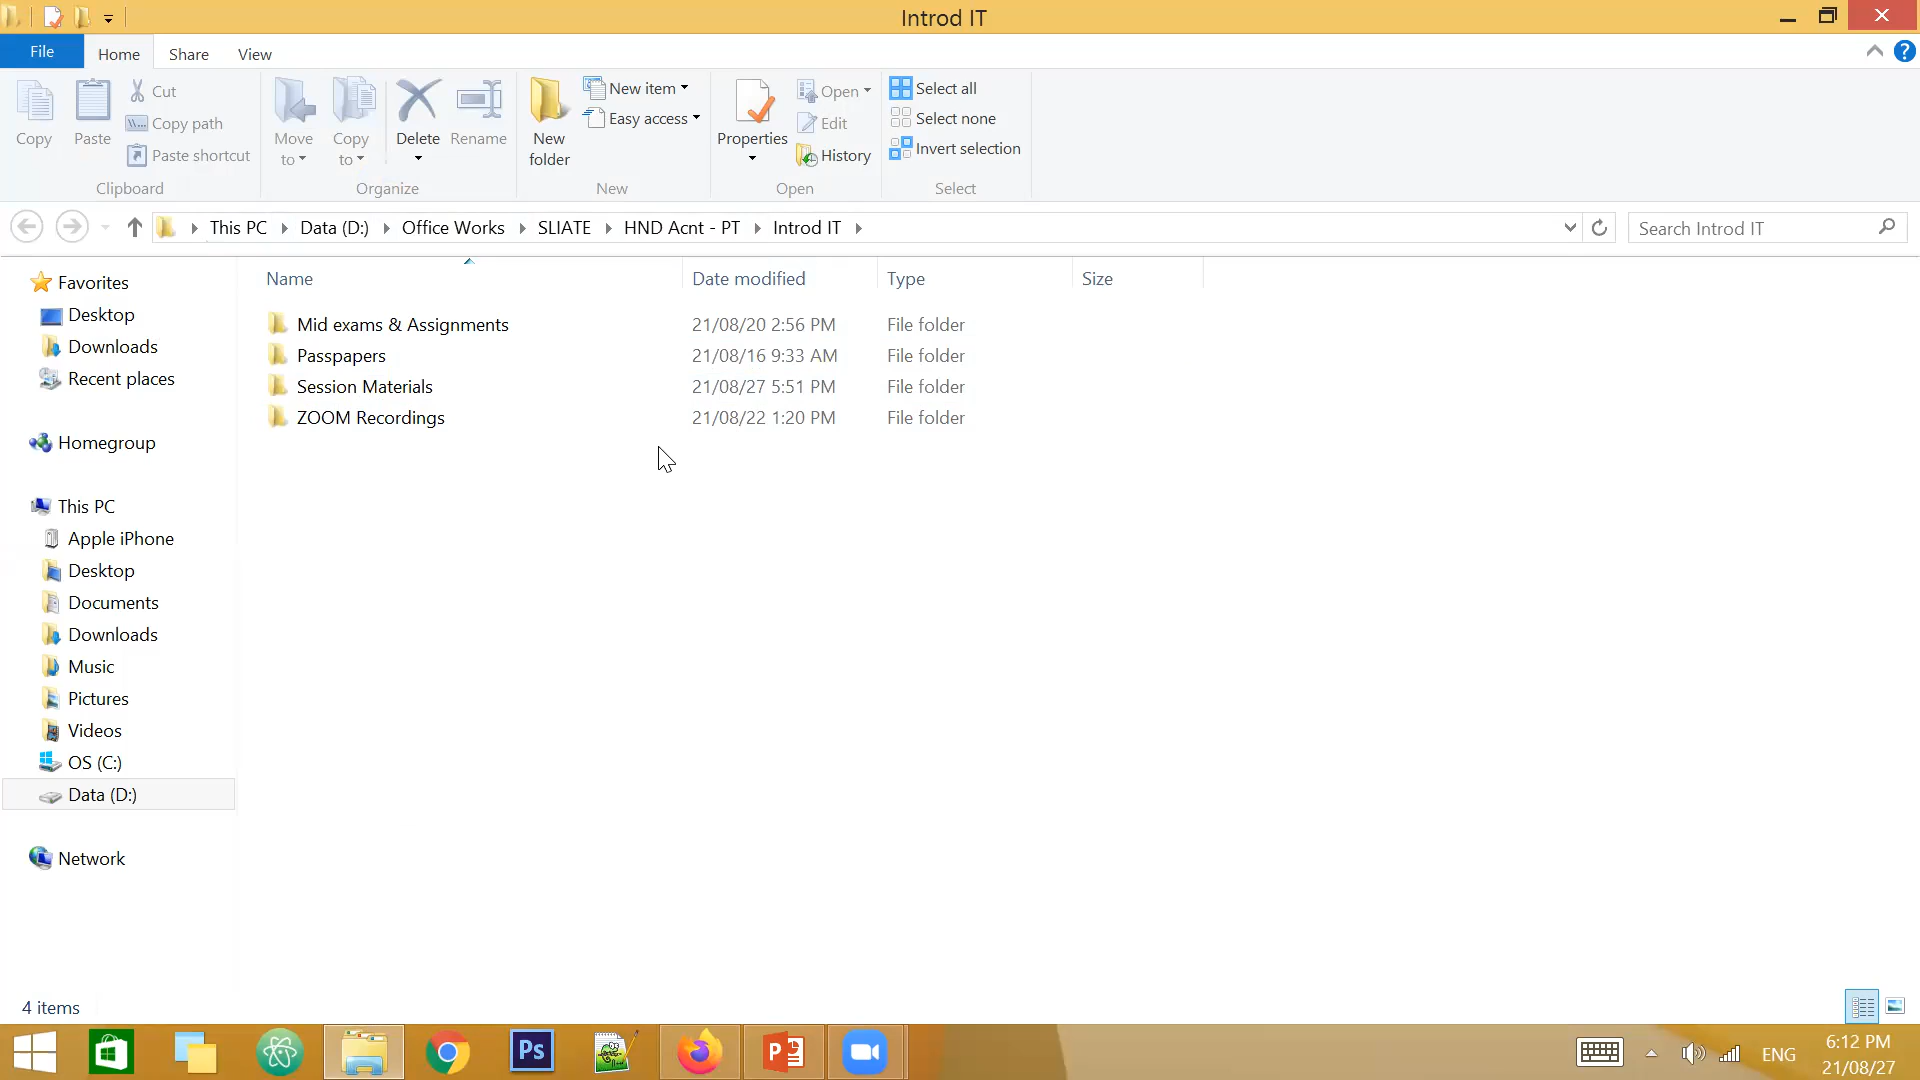 Introd IT
File
Home
Share
View
Copy
Paste
Cut
Copy path
Paste shortcut
Clipboard
Move to
Copy to
Delete
Rename
Organize
New folder
New item
Easy access
New
Properties
Open
Edit
History
Open
Select all
Select none
Invert selection
Select
This PC
Data (D:)
Office Works
SLIATE
HND Acnt - PT
Introd IT
Search Introd IT
Favorites
Desktop
Downloads
Recent places
Homegroup
This PC
Apple iPhone
Desktop
Documents
Downloads
Music
Pictures
Videos
OS (C:)
Data (D:)
Network
Name Date modified Type Size
Mid exams & Assignments 21/08/20 2:56 PM File folder
Passpapers 21/08/16 9:33 AM File folder
Session Materials 21/08/27 5:51 PM File folder
ZOOM Recordings 21/08/22 1:20 PM File folder
4 items
Ps
P
ENG
6:12 PM
21/08/27